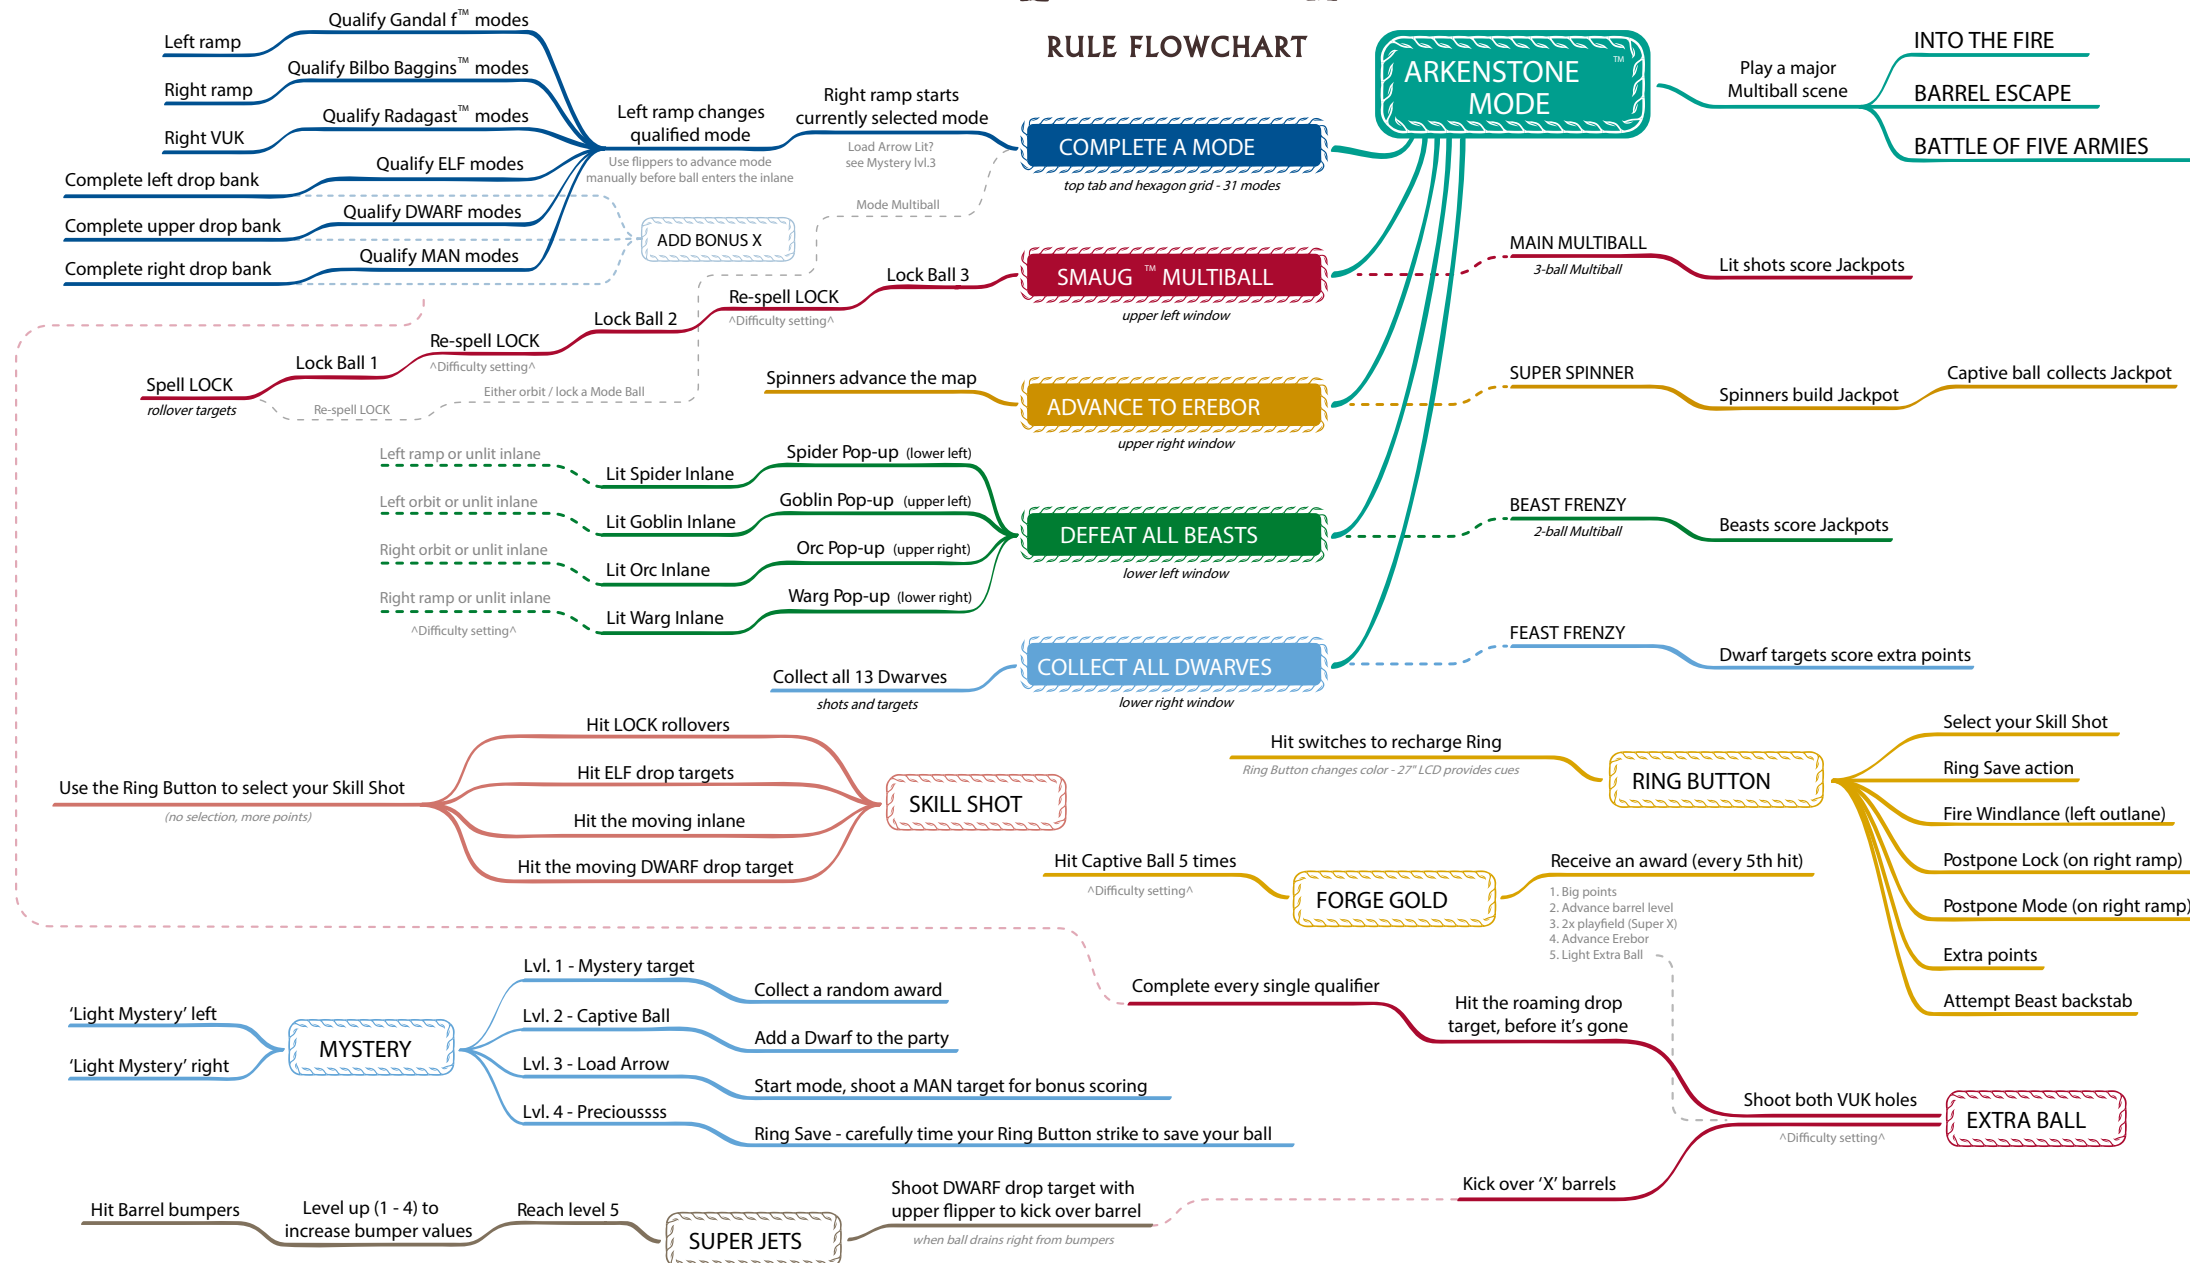 RULE FLOWCHART
ARKENSTONE ™
MODE
Play a major
Multiball scene
INTO THE FIRE
BARREL ESCAPE
BATTLE OF FIVE ARMIES
Left ramp
Qualify Gandal f™ modes
Right ramp
Qualify Bilbo Baggins™ modes
Right VUK
Qualify Radagast™ modes
Complete left drop bank
Qualify ELF modes
Complete upper drop bank
Qualify DWARF modes
Complete right drop bank
Qualify MAN modes
ADD BONUS X
Left ramp changes
qualified mode
Use flippers to advance mode
manually before ball enters the inlane
Right ramp starts
currently selected mode
Load Arrow Lit?
see Mystery lvl.3
Mode Multiball
COMPLETE A MODE
top tab and hexagon grid - 31 modes
Spell LOCK
rollover targets
Lock Ball 1
Re-spell LOCK
^Difficulty setting^
Lock Ball 2
Re-spell LOCK
^Difficulty setting^
Lock Ball 3
Re-spell LOCK
Either orbit / lock a Mode Ball
SMAUG ™ MULTIBALL
upper left window
MAIN MULTIBALL
3-ball Multiball
Lit shots score Jackpots
Spinners advance the map
ADVANCE TO EREBOR
upper right window
SUPER SPINNER
Spinners build Jackpot
Captive ball collects Jackpot
Left ramp or unlit inlane
Lit Spider Inlane
Spider Pop-up (lower left)
Left orbit or unlit inlane
Lit Goblin Inlane
Goblin Pop-up (upper left)
Right orbit or unlit inlane
Lit Orc Inlane
Orc Pop-up (upper right)
Right ramp or unlit inlane
^Difficulty setting^
Lit Warg Inlane
Warg Pop-up (lower right)
DEFEAT ALL BEASTS
lower left window
BEAST FRENZY
2-ball Multiball
Beasts score Jackpots
Collect all 13 Dwarves
shots and targets
COLLECT ALL DWARVES
lower right window
FEAST FRENZY
Dwarf targets score extra points
Use the Ring Button to select your Skill Shot
(no selection, more points)
Hit LOCK rollovers
Hit ELF drop targets
Hit the moving inlane
Hit the moving DWARF drop target
SKILL SHOT
Hit switches to recharge Ring
Ring Button changes color - 27" LCD provides cues
RING BUTTON
Select your Skill Shot
Ring Save action
Fire Windlance (left outlane)
Postpone Lock (on right ramp)
Postpone Mode (on right ramp)
Extra points
Attempt Beast backstab
Hit Captive Ball 5 times
^Difficulty setting^
FORGE GOLD
Receive an award (every 5th hit)
1. Big points
2. Advance barrel level
3. 2x playfield (Super X)
4. Advance Erebor
5. Light Extra Ball
‘Light Mystery’ left
‘Light Mystery’ right
MYSTERY
Lvl. 1 - Mystery target
Collect a random award
Lvl. 2 - Captive Ball
Add a Dwarf to the party
Lvl. 3 - Load Arrow
Start mode, shoot a MAN target for bonus scoring
Lvl. 4 - Precioussss
Ring Save - carefully time your Ring Button strike to save your ball
Complete every single qualifier
Hit the roaming drop
target, before it’s gone
Shoot both VUK holes
^Difficulty setting^
EXTRA BALL
Kick over ‘X’ barrels
Hit Barrel bumpers
Level up (1 - 4) to
increase bumper values
Reach level 5
SUPER JETS
Shoot DWARF drop target with
upper flipper to kick over barrel
when ball drains right from bumpers